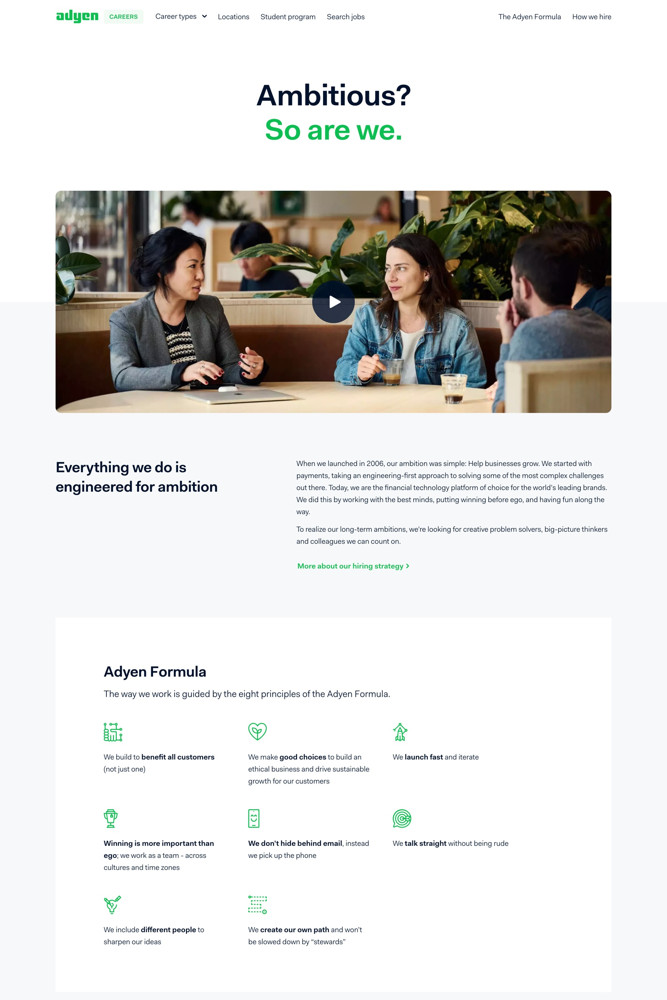 adyen CAREERS Career types Locations Student program Search jobs The Adyen Formula How we hire
Ambitious?
So are we.
Everything we do is
engineered for ambition
When we launched in 2006, our ambition was simple: Help businesses grow. We started with
payments, taking an engineering-first approach to solving some of the most complex challenges
out there. Today, we are the financial technology platform of choice for the world's leading brands.
We did this by working with the best minds, putting winning before ego, and having fun along the
way.
To realize our long-term ambitions, we're looking for creative problem solvers, big-picture thinkers
and colleagues we can count on.
More about our hiring strategy
Adyen Formula
The way we work is guided by the eight principles of the Adyen Formula.
We build to benefit all customers
(not just one)
We make good choices to build an
ethical business and drive sustainable
growth for our customers
We launch fast and iterate
Winning is more important than
ego; we work as a team - across
cultures and time zones
We don't hide behind email, instead
we pick up the phone
We talk straight without being rude
We include different people to
sharpen our ideas
We create our own path and won't
be slowed down by "stewards"